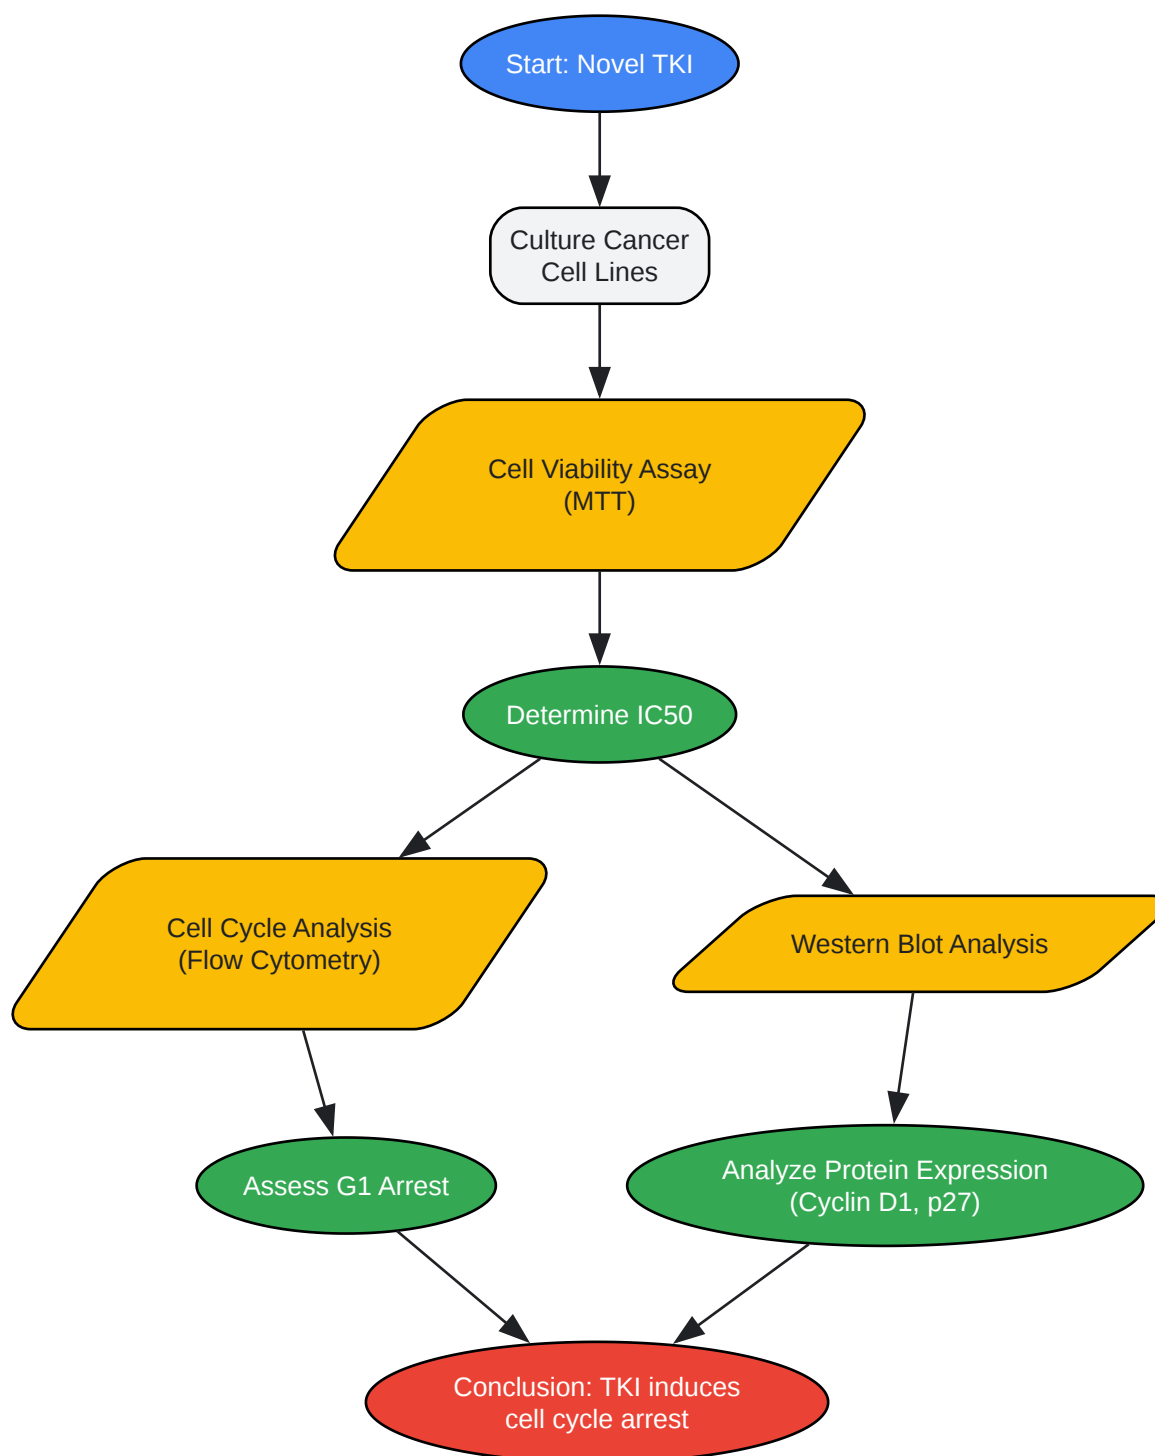 Start: Novel TKI
Culture Cancer
Cell Lines
Cell Viability Assay
(MTT)
Determine IC50
Cell Cycle Analysis
(Flow Cytometry)
Western Blot Analysis
Assess G1 Arrest
Analyze Protein Expression
(Cyclin D1, p27)
Conclusion: TKI induces
cell cycle arrest